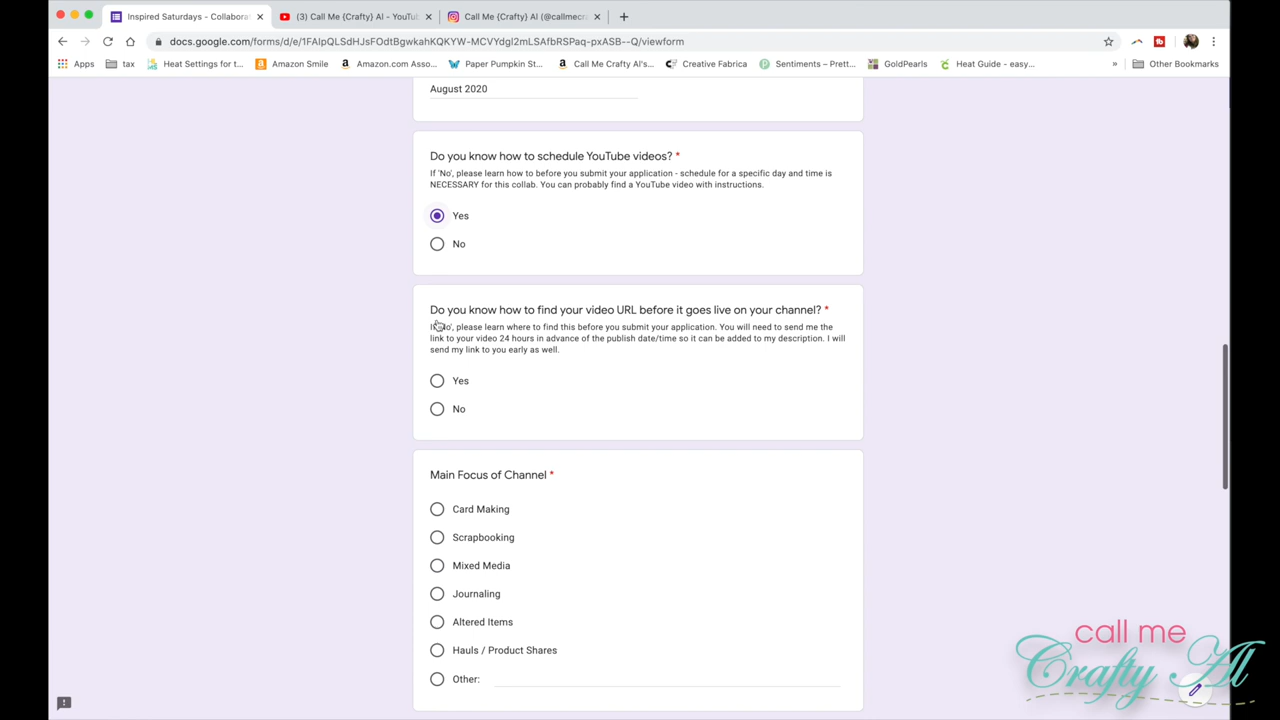 Inspired Saturdays - Collabora
(3) Call Me {Crafty} Al - YouTu
Call Me {Crafty} Al (@callmecr
docs.google.com/forms/d/e/1FAIpQLSdHJsFOdtBgwkahKQKYW-MCVYdgl2mLSAfbRSPaq-pxASB--Q/viewform
Apps
tax
Heat Settings for t...
Amazon Smile
Amazon.com Asso...
Paper Pumpkin St...
Call Me Crafty Al's...
Creative Fabrica
Sentiments – Prett...
GoldPearls
Heat Guide - easy...
»
Other Bookmarks
August 2020
Do you know how to schedule YouTube videos? *
If 'No', please learn how to before you submit your application - schedule for a specific day and time is
NECESSARY for this collab. You can probably find a YouTube video with instructions.
Yes
No
Do you know how to find your video URL before it goes live on your channel? *
If 'No', please learn where to find this before you submit your application. You will need to send me the
link to your video 24 hours in advance of the publish date/time so it can be added to my description. I will
send my link to you early as well.
Yes
No
Main Focus of Channel *
Card Making
Scrapbooking
Mixed Media
Journaling
Altered Items
Hauls / Product Shares
Other:
call me
Crafty Al